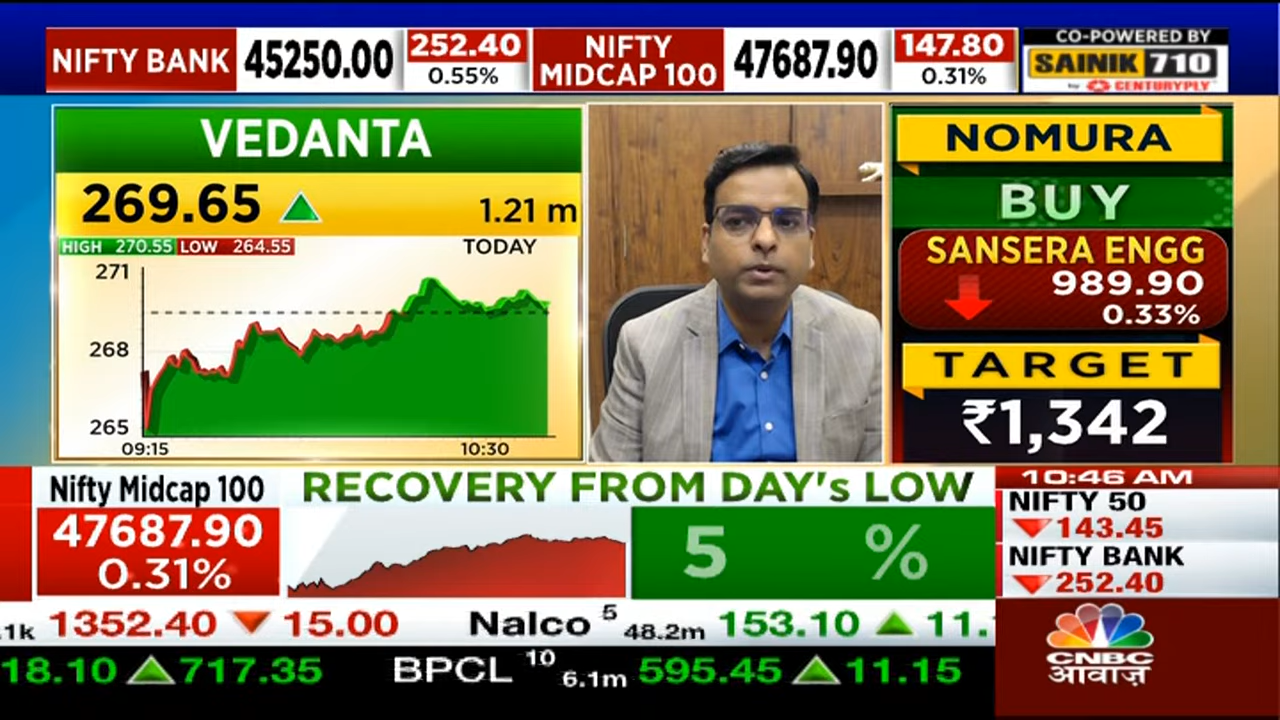 NIFTY BANK 45250.00 252.40 0.55%
NIFTY MIDCAP 100 47687.90 147.80 0.31%
CO-POWERED BY
SAINIK 710
by CENTURYPLY
VEDANTA
269.65 1.21 m
HIGH 270.55 LOW 264.55 TODAY
271
268
265
09:15 10:30
NOMURA
BUY
SANSERA ENGG
989.90
0.33%
TARGET
₹1,342
Nifty Midcap 100
47687.90
0.31%
RECOVERY FROM DAY's LOW
5 %
10:46 AM
NIFTY 50
143.45
NIFTY BANK
252.40
.1k 1352.40 15.00 Nalco 5 48.2m 153.10 11.
18.10 717.35 BPCL 10 6.1m 595.45 11.15
CNBC
आवाज़